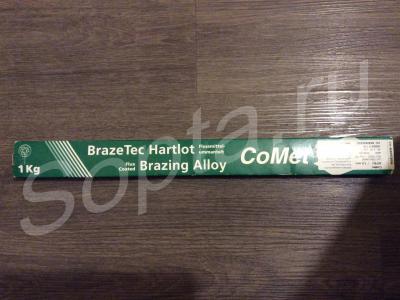 BrazeTec Hartlot Flussmittel-
ummantelt
1 Kg
Flux
Coated
Brazing Alloy
CoMet
Sopta.ru